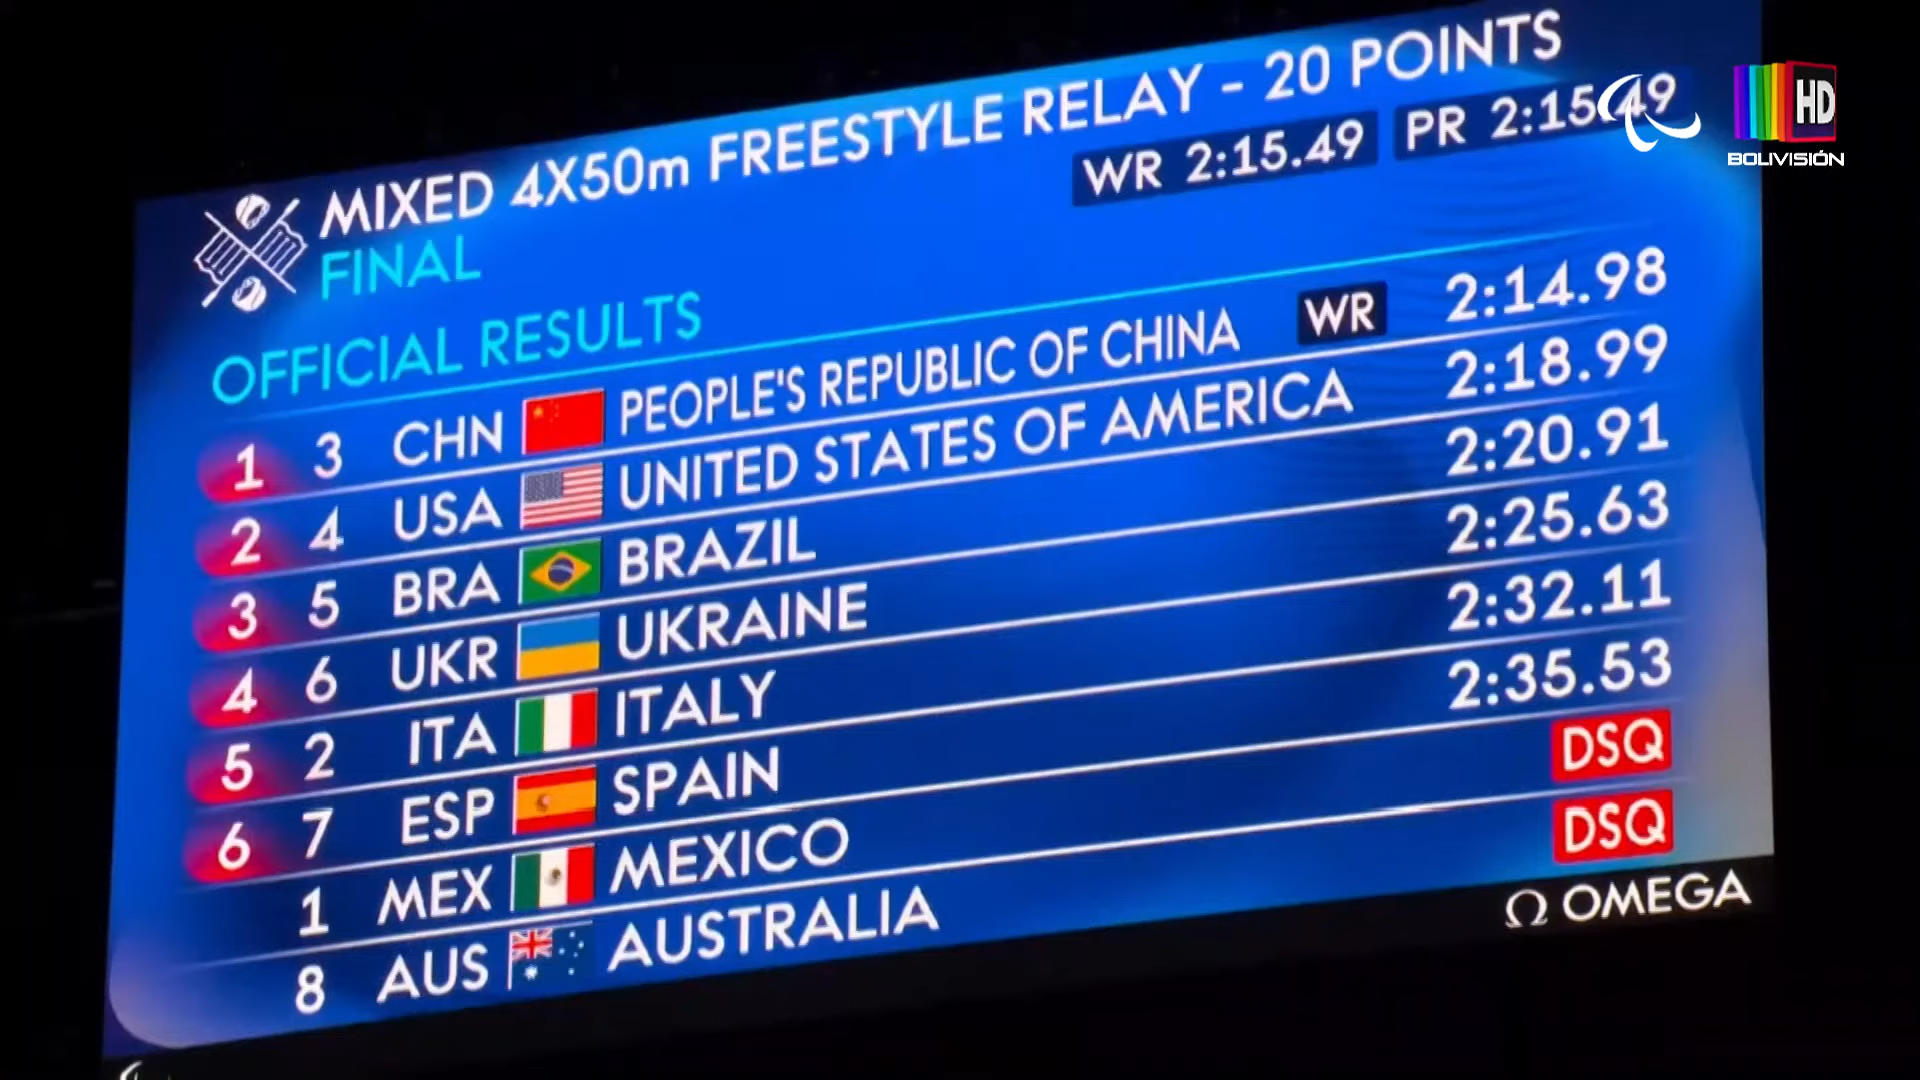 MIXED 4X50m FREESTYLE RELAY - 20 POINTS
FINAL
WR 2:15.49 PR 2:15.49
HD
BOLIVISIÓN
OFFICIAL RESULTS
1 3 CHN PEOPLE'S REPUBLIC OF CHINA WR 2:14.98
2 4 USA UNITED STATES OF AMERICA 2:18.99
3 5 BRA BRAZIL 2:20.91
4 6 UKR UKRAINE 2:25.63
5 2 ITA ITALY 2:32.11
6 7 ESP SPAIN 2:35.53
1 MEX MEXICO DSQ
8 AUS AUSTRALIA DSQ
Ω OMEGA